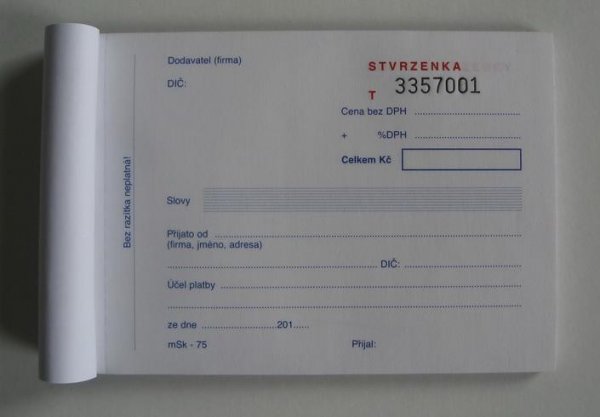 Dodavatel (firma)
STVRZENKA
DIČ:
T 3357001
Cena bez DPH
+ %DPH
Celkem Kč
Bez razítka neplatná!
Slovy
Přijato od
(firma, jméno, adresa)
DIČ:
Účel platby
ze dne ........................201......
mSk - 75 Přijal: